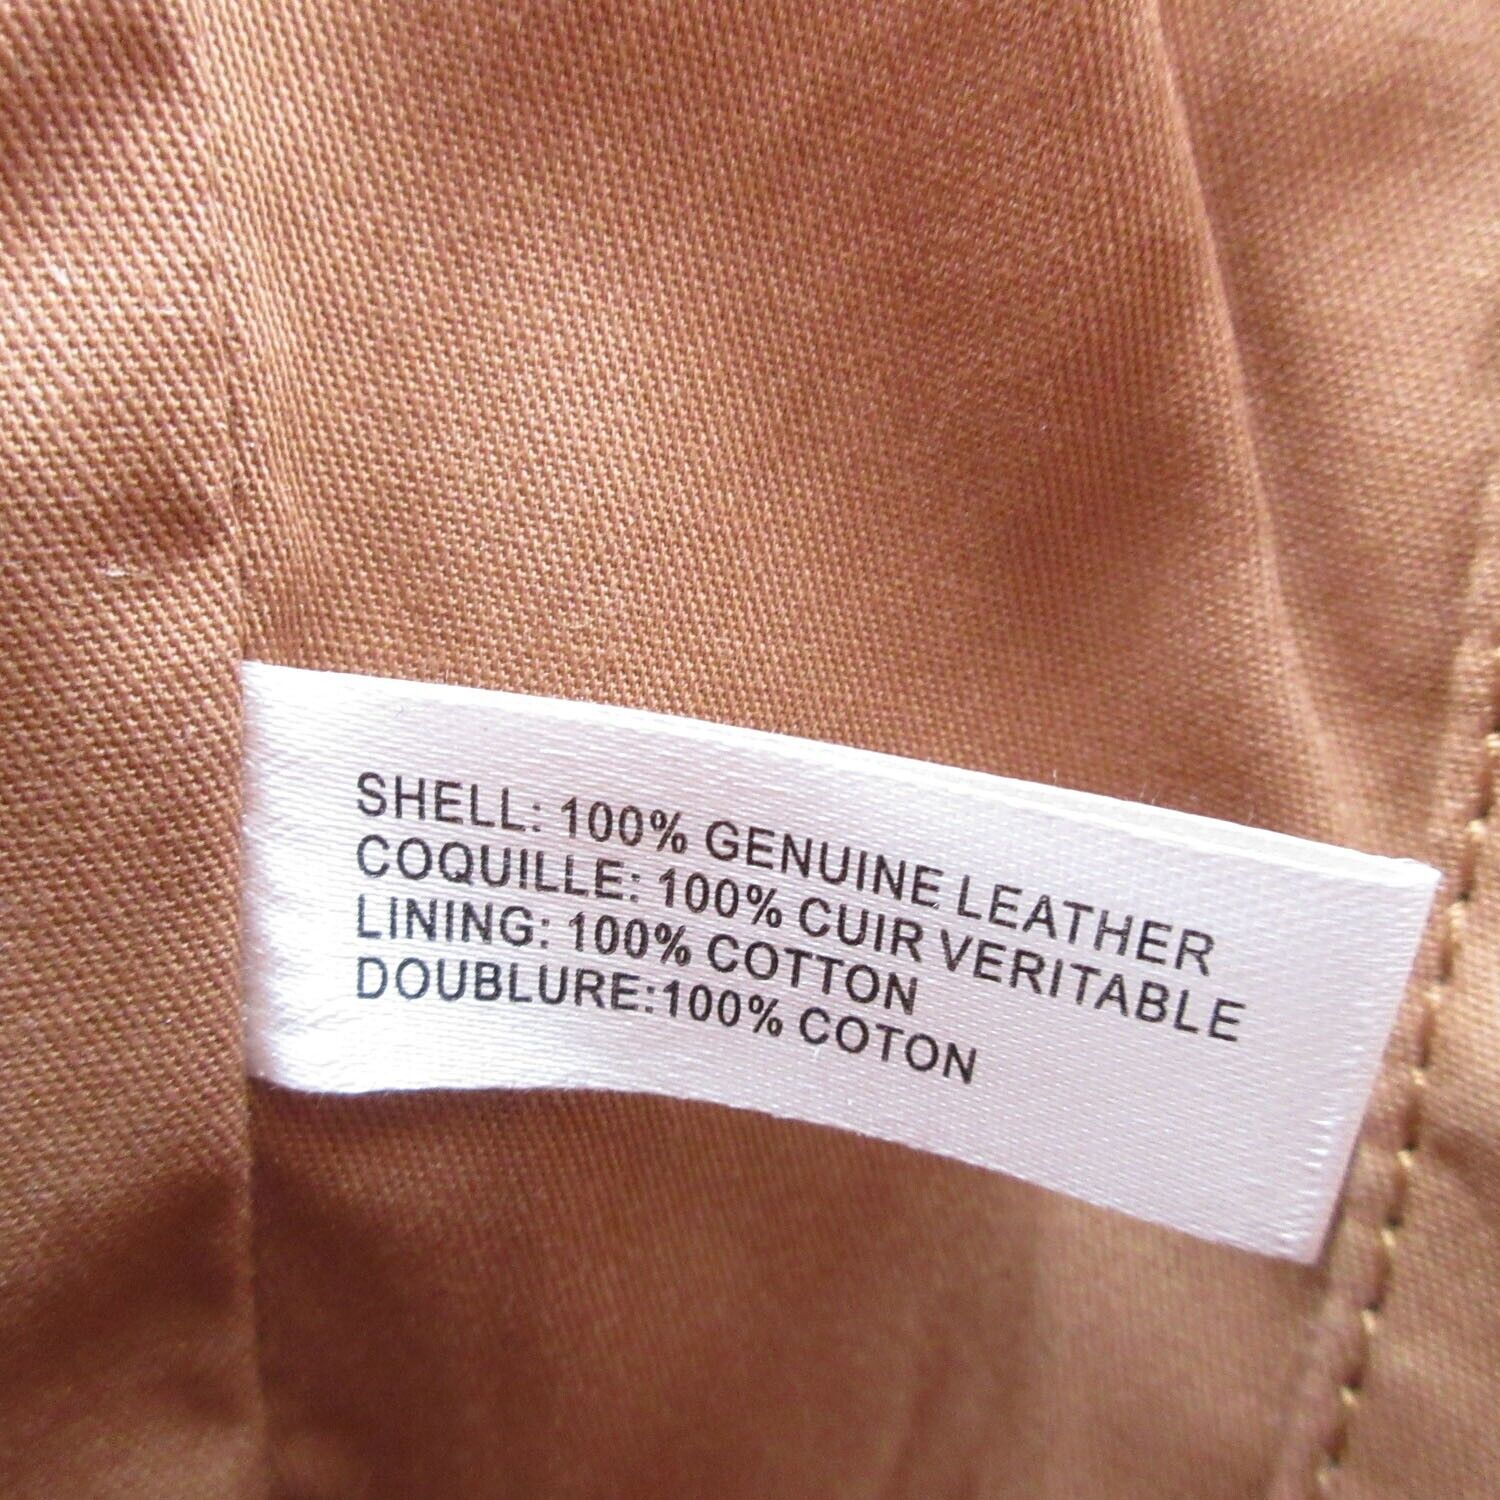 SHELL: 100% GENUINE LEATHER
COQUILLE: 100% CUIR VERITABLE
LINING: 100% COTTON
DOUBLURE:100% COTON